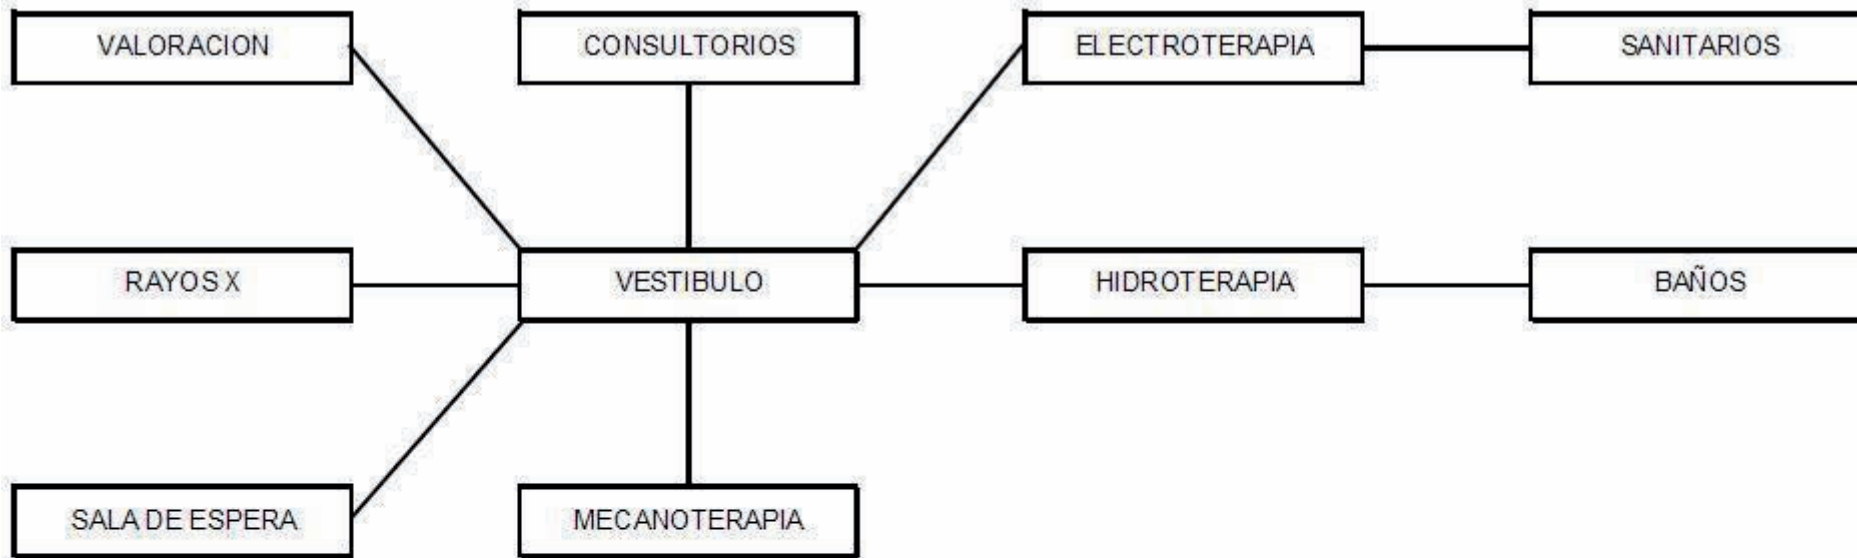 VALORACION
CONSULTORIOS
ELECTROTERAPIA
SANITARIOS
RAYOS X
VESTIBULO
HIDROTERAPIA
BAÑOS
SALA DE ESPERA
MECANOTERAPIA